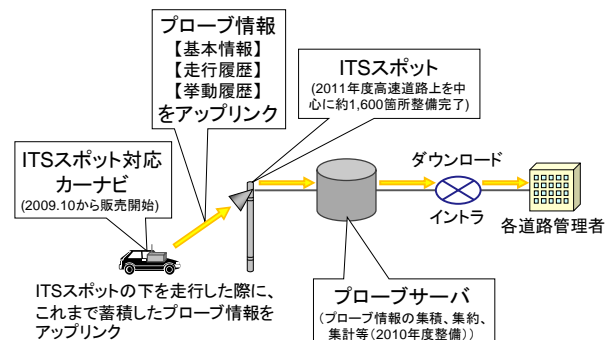 プローブ情報
【基本情報】
【走行履歴】
【挙動履歴】
をアップリンク
ITSスポット
(2011年度高速道路上を中
心に約1,600箇所整備完了)
ITSスポット対応
カーナビ
(2009.10から販売開始)
ダウンロード
イントラ
各道路管理者
ITSスポットの下を走行した際に、
これまで蓄積したプローブ情報を
アップリンク
プローブサーバ
(プローブ情報の集積、集約、
集計等(2010年度整備))